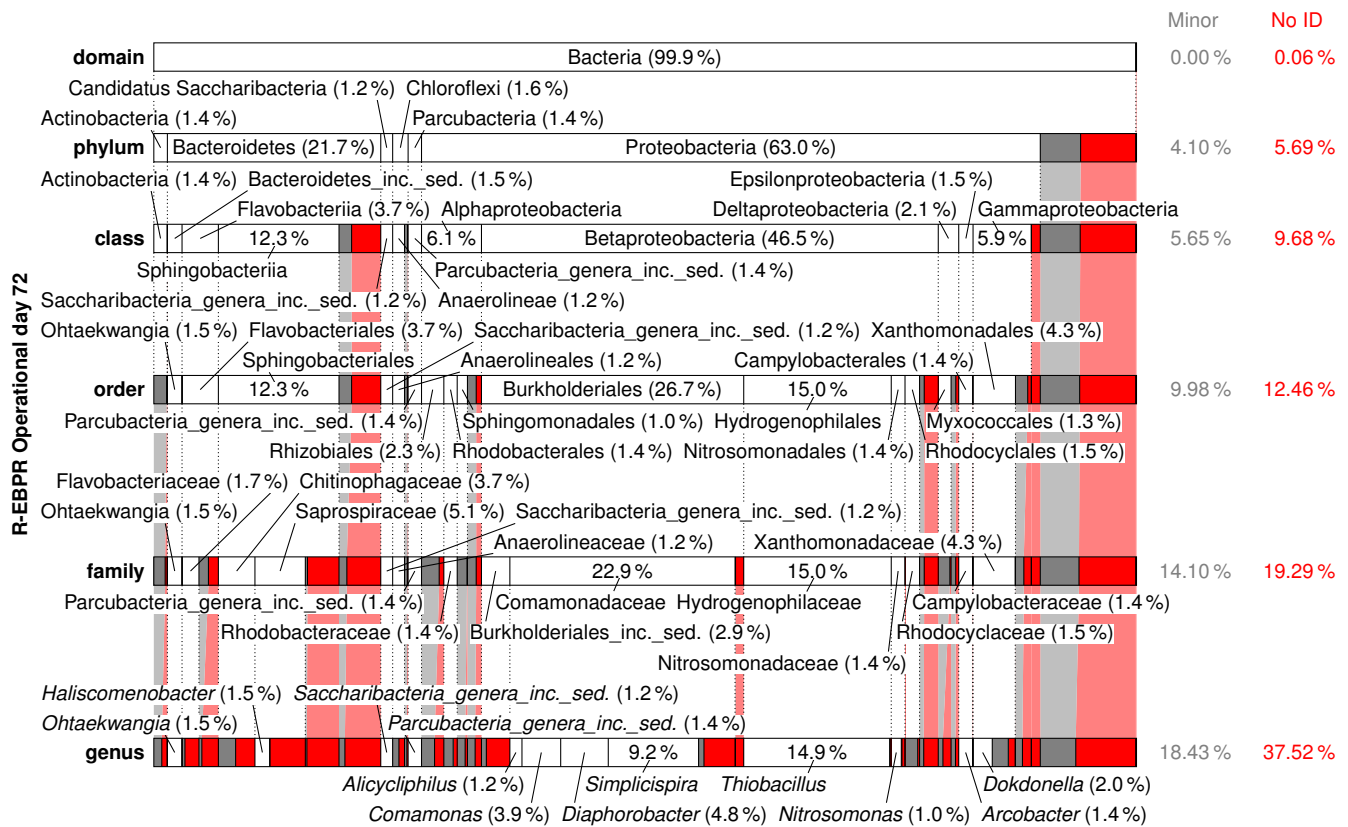 Minor No ID
domain Bacteria (99.9 %) 0.00 % 0.06 %
Candidatus Saccharibacteria (1.2 %) Chloroflexi (1.6 %)
Actinobacteria (1.4 %) Parcubacteria (1.4 %)
phylum Bacteroidetes (21.7 %) Proteobacteria (63.0 %) 4.10 % 5.69 %
Actinobacteria (1.4 %) Bacteroidetes_inc._sed. (1.5 %) Epsilonproteobacteria (1.5 %)
Flavobacteriia (3.7 %) Alphaproteobacteria Deltaproteobacteria (2.1 %) Gammaproteobacteria
class 12.3 % 6.1 % Betaproteobacteria (46.5 %) 5.9 % 5.65 % 9.68 %
Sphingobacteriia Parcubacteria_genera_inc._sed. (1.4 %)
Saccharibacteria_genera_inc._sed. (1.2 %) Anaerolineae (1.2 %)
R-EBPR Operational day 72
Ohtaekwangia (1.5 %) Flavobacteriales (3.7 %) Saccharibacteria_genera_inc._sed. (1.2 %) Xanthomonadales (4.3 %)
Sphingobacteriales Anaerolineales (1.2 %) Campylobacterales (1.4 %)
order 12.3 % Burkholderiales (26.7 %) 15.0 % 9.98 % 12.46 %
Parcubacteria_genera_inc._sed. (1.4 %) Sphingomonadales (1.0 %) Hydrogenophilales Myxococcales (1.3 %)
Rhizobiales (2.3 %) Rhodobacterales (1.4 %) Nitrosomonadales (1.4 %) Rhodocyclales (1.5 %)
Flavobacteriaceae (1.7 %) Chitinophagaceae (3.7 %)
Ohtaekwangia (1.5 %) Saprospiraceae (5.1 %) Saccharibacteria_genera_inc._sed. (1.2 %)
Anaerolineaceae (1.2 %) Xanthomonadaceae (4.3 %)
family 22.9 % 15.0 % 14.10 % 19.29 %
Parcubacteria_genera_inc._sed. (1.4 %) Comamonadaceae Hydrogenophilaceae Campylobacteraceae (1.4 %)
Rhodobacteraceae (1.4 %) Burkholderiales_inc._sed. (2.9 %) Rhodocyclaceae (1.5 %)
Nitrosomonadaceae (1.4 %)
Haliscomenobacter (1.5 %) Saccharibacteria_genera_inc._sed. (1.2 %)
Ohtaekwangia (1.5 %) Parcubacteria_genera_inc._sed. (1.4 %)
genus 9.2 % 14.9 % 18.43 % 37.52 %
Alicycliphilus (1.2 %) Simplicispira Thiobacillus Dokdonella (2.0 %)
Comamonas (3.9 %) Diaphorobacter (4.8 %) Nitrosomonas (1.0 %) Arcobacter (1.4 %)